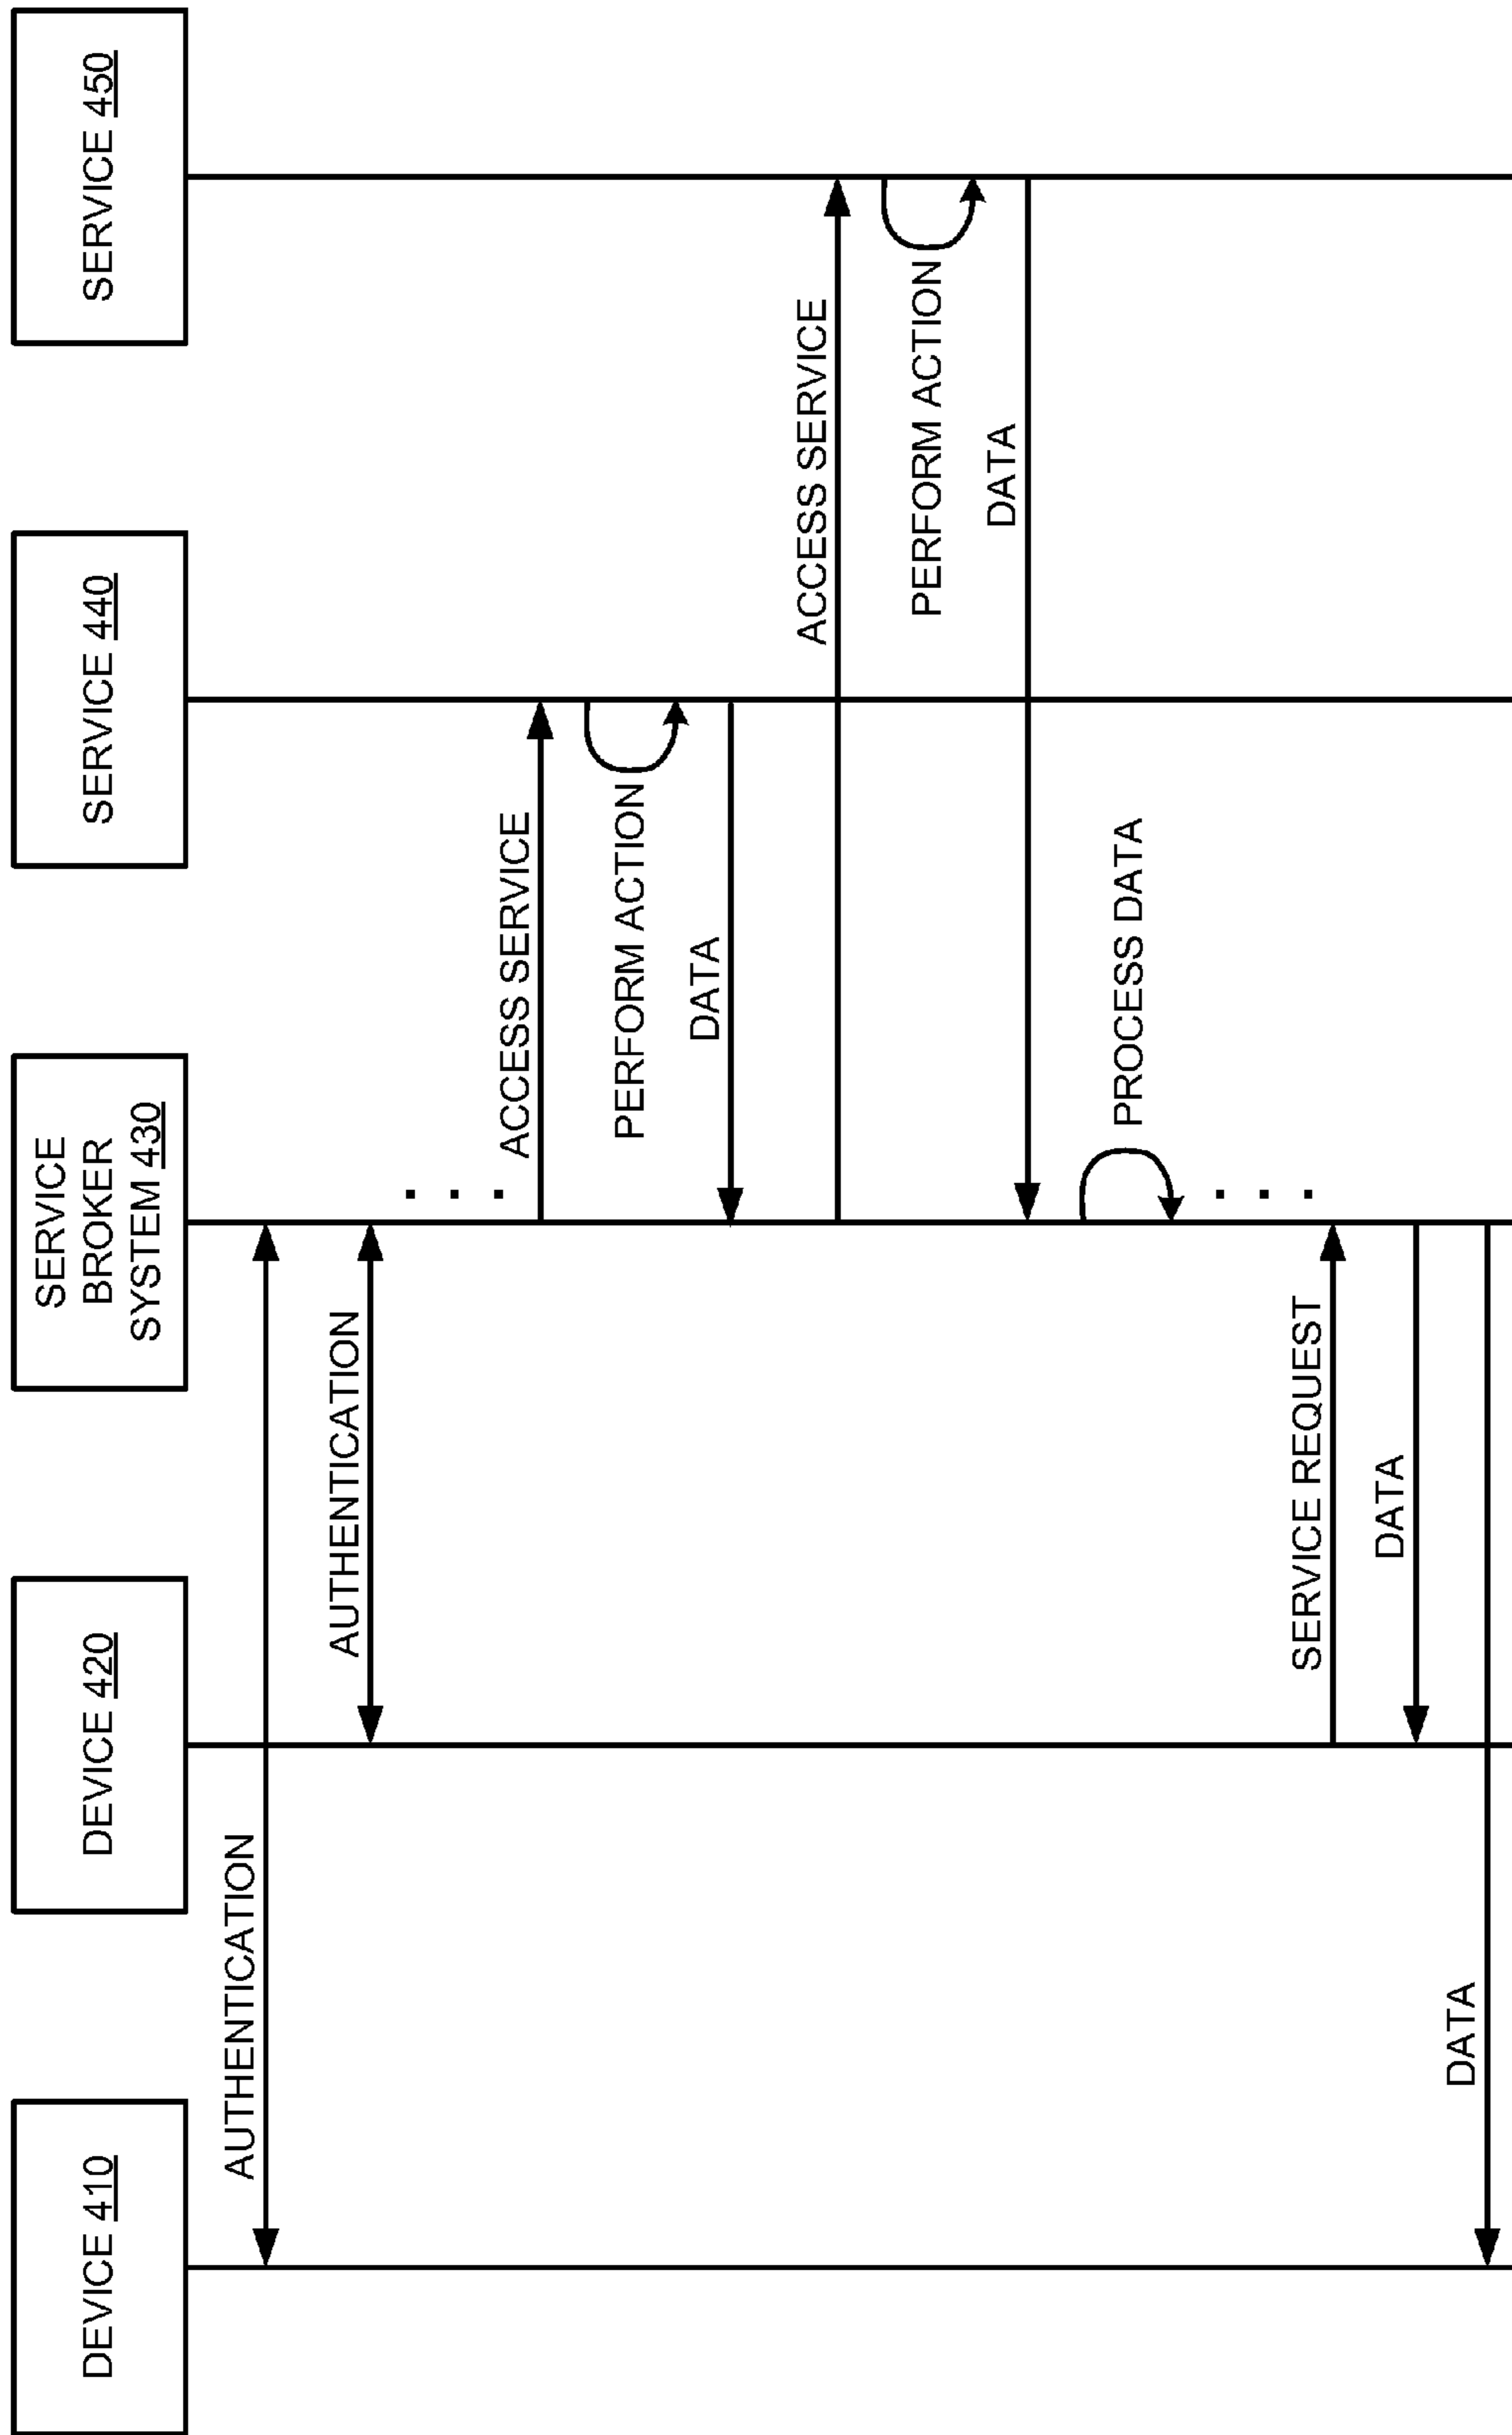 DEVICE 410
DEVICE 420
SERVICE
BROKER
SYSTEM 430
SERVICE 440
SERVICE 450
AUTHENTICATION
AUTHENTICATION
. . .
ACCESS SERVICE
PERFORM ACTION
DATA
ACCESS SERVICE
PERFORM ACTION
DATA
PROCESS DATA
. . .
SERVICE REQUEST
DATA
DATA